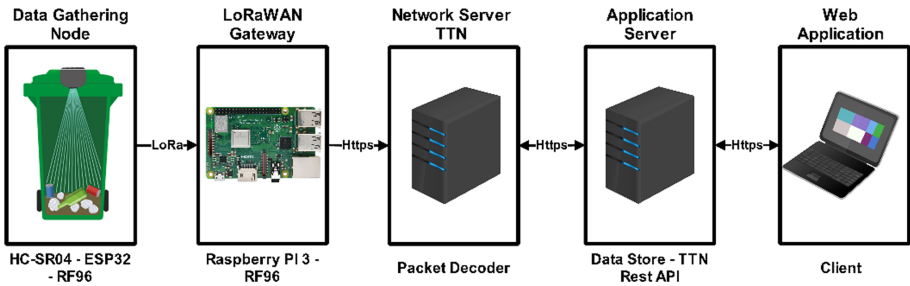 Data Gathering
Node
LoRaWAN
Gateway
Network Server
TTN
Application
Server
Web
Application
LoRa
Https
Https
Https
HC-SR04 - ESP32
- RF96
Raspberry PI 3 -
RF96
Packet Decoder
Data Store - TTN
Rest API
Client